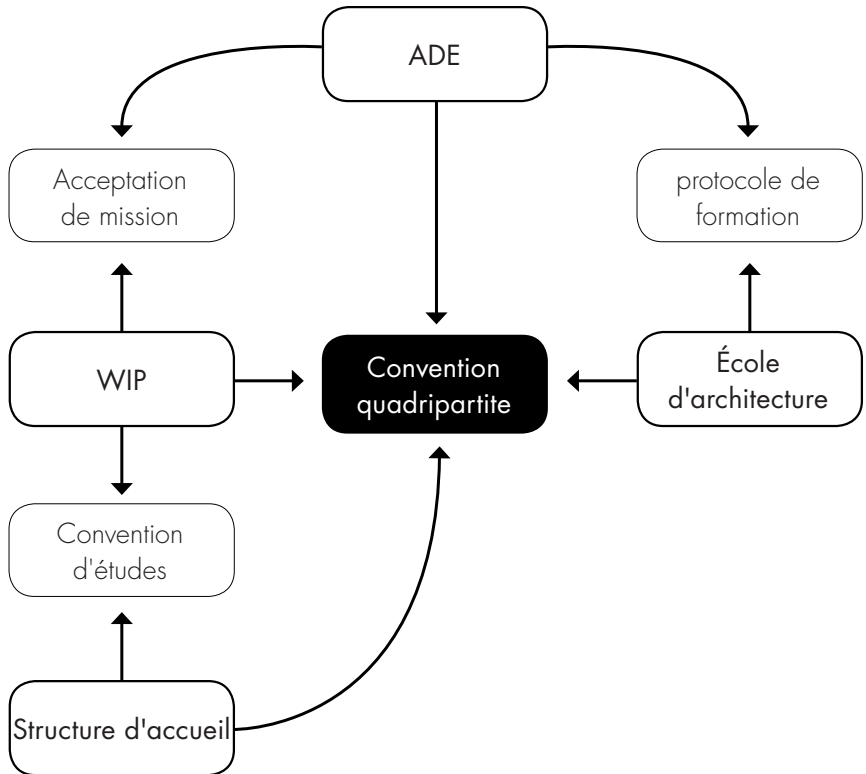 ADE
Acceptation
de mission
protocole de
formation
WIP
Convention
quadripartite
École
d'architecture
Convention
d'études
Structure d'accueil